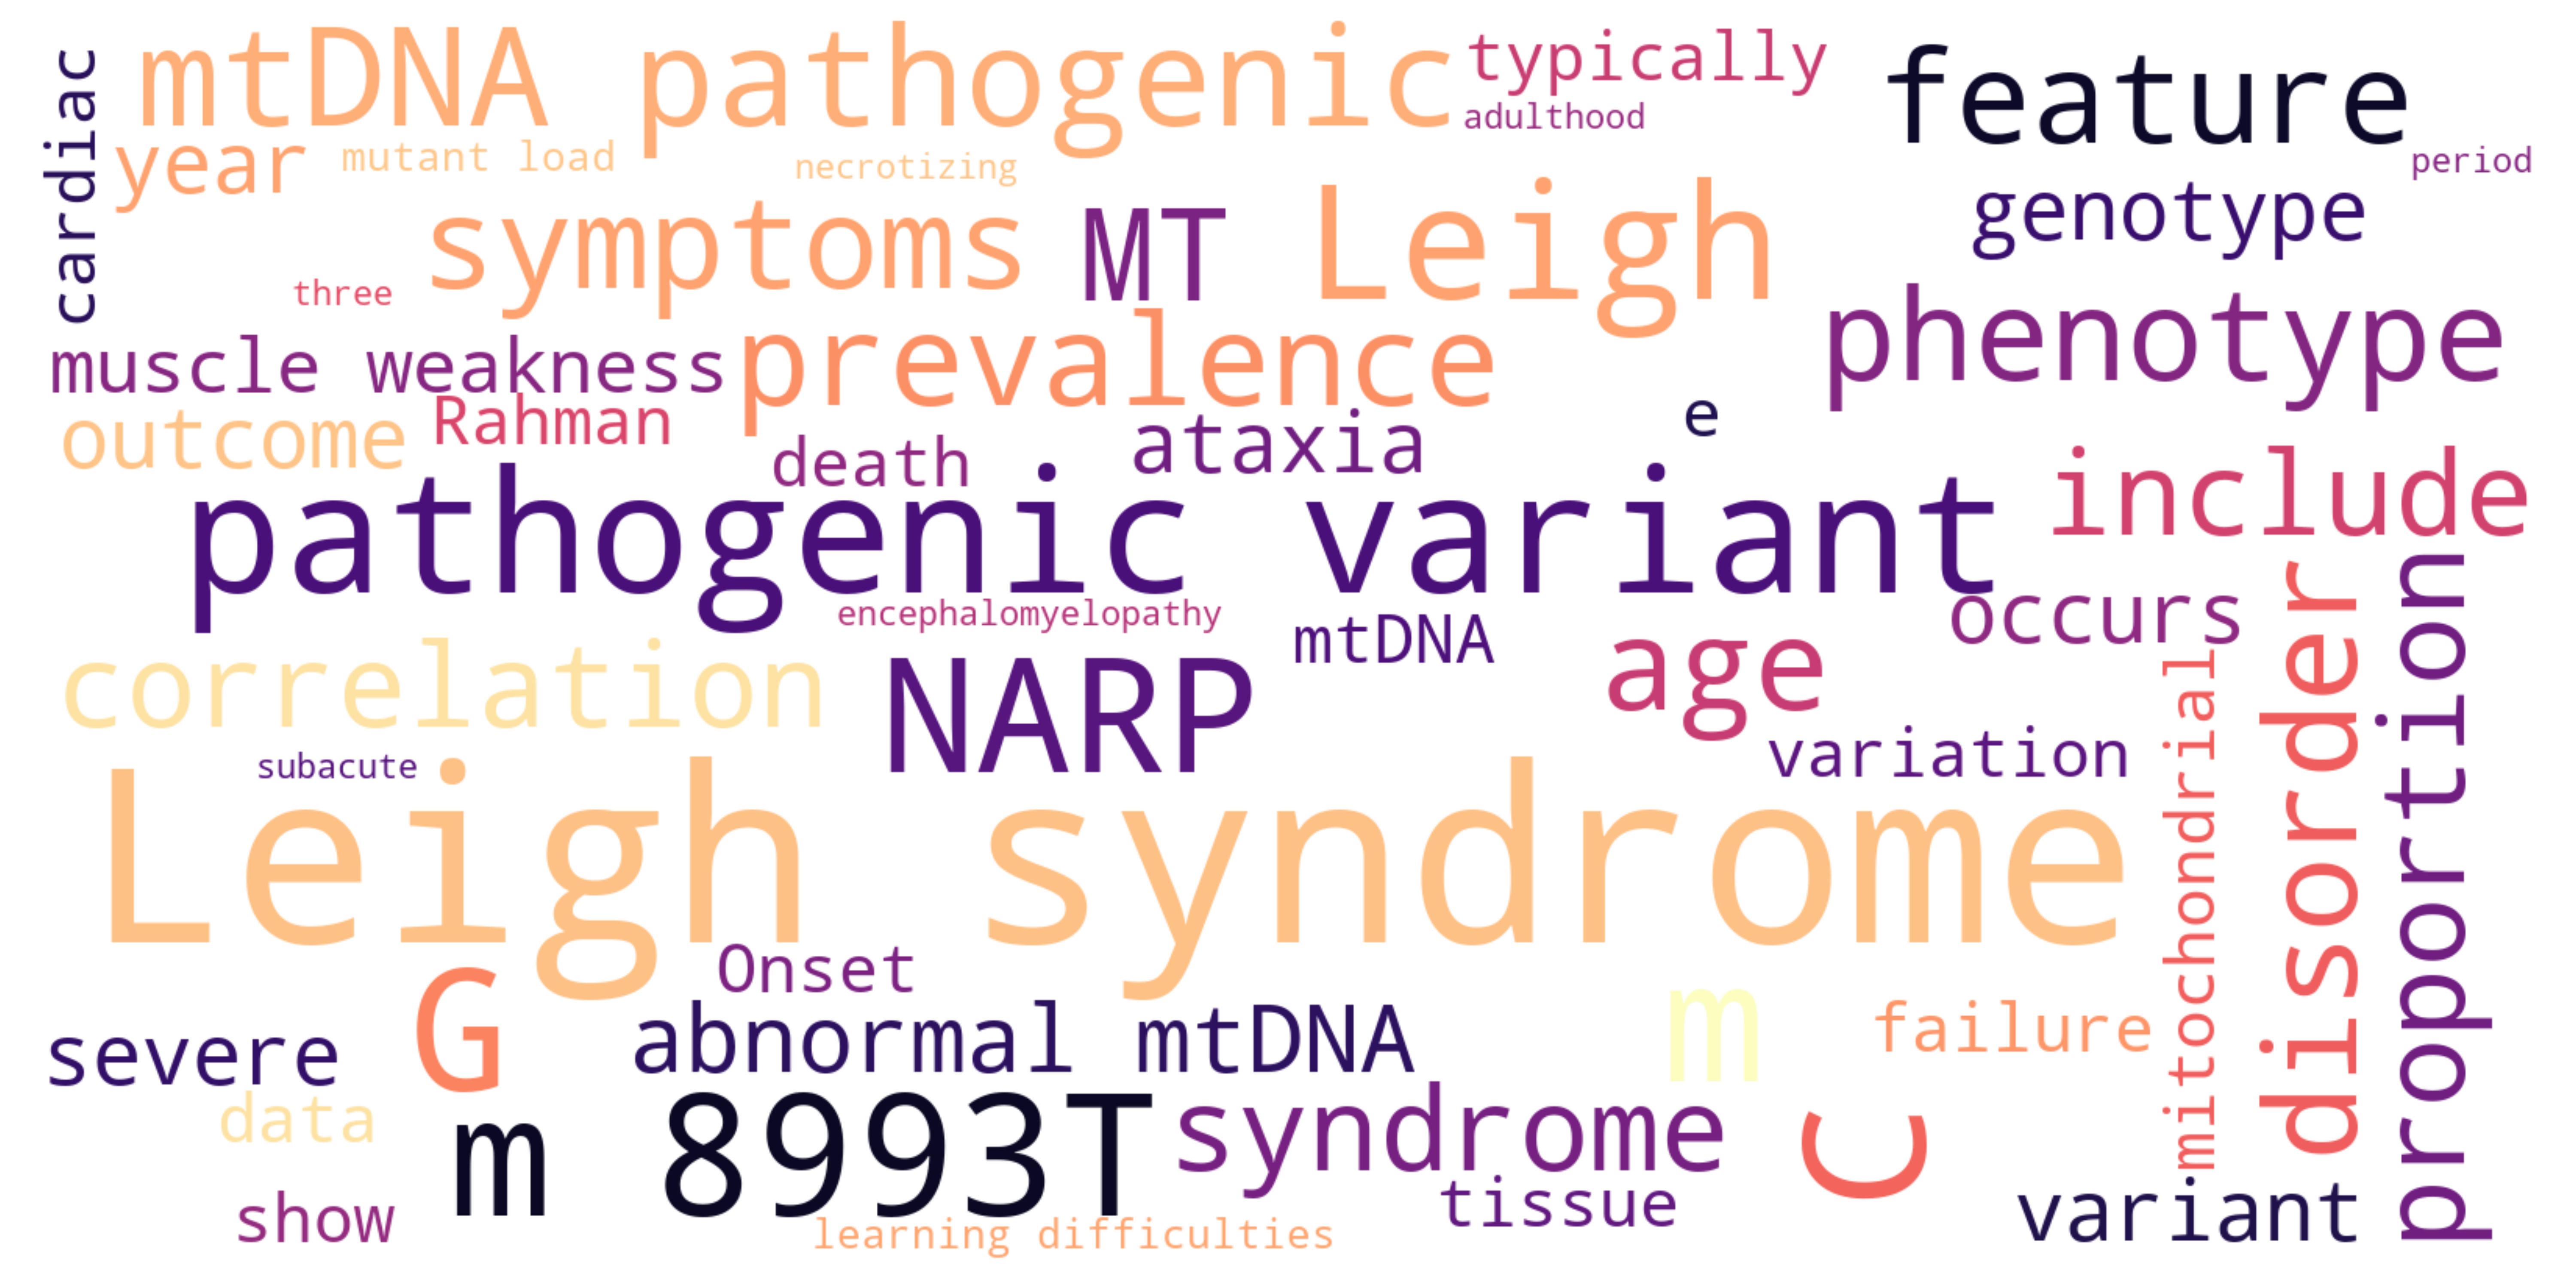 cardiac
mtDNA pathogenic
typically
feature
adulthood
year
mutant load
necrotizing
period
symptoms
MT
Leigh
genotype
three
phenotype
muscle weakness
prevalence
outcome
Rahman
death
ataxia
e
include
pathogenic variant
occurs
encephalomyelopathy
mtDNA
correlation
NARP
age
variation
mitochondrial
disorder
proportion
subacute
Leigh syndrome
Onset
G
severe
abnormal mtDNA
m
failure
data
m 8993T
syndrome
C
show
tissue
variant
learning difficulties